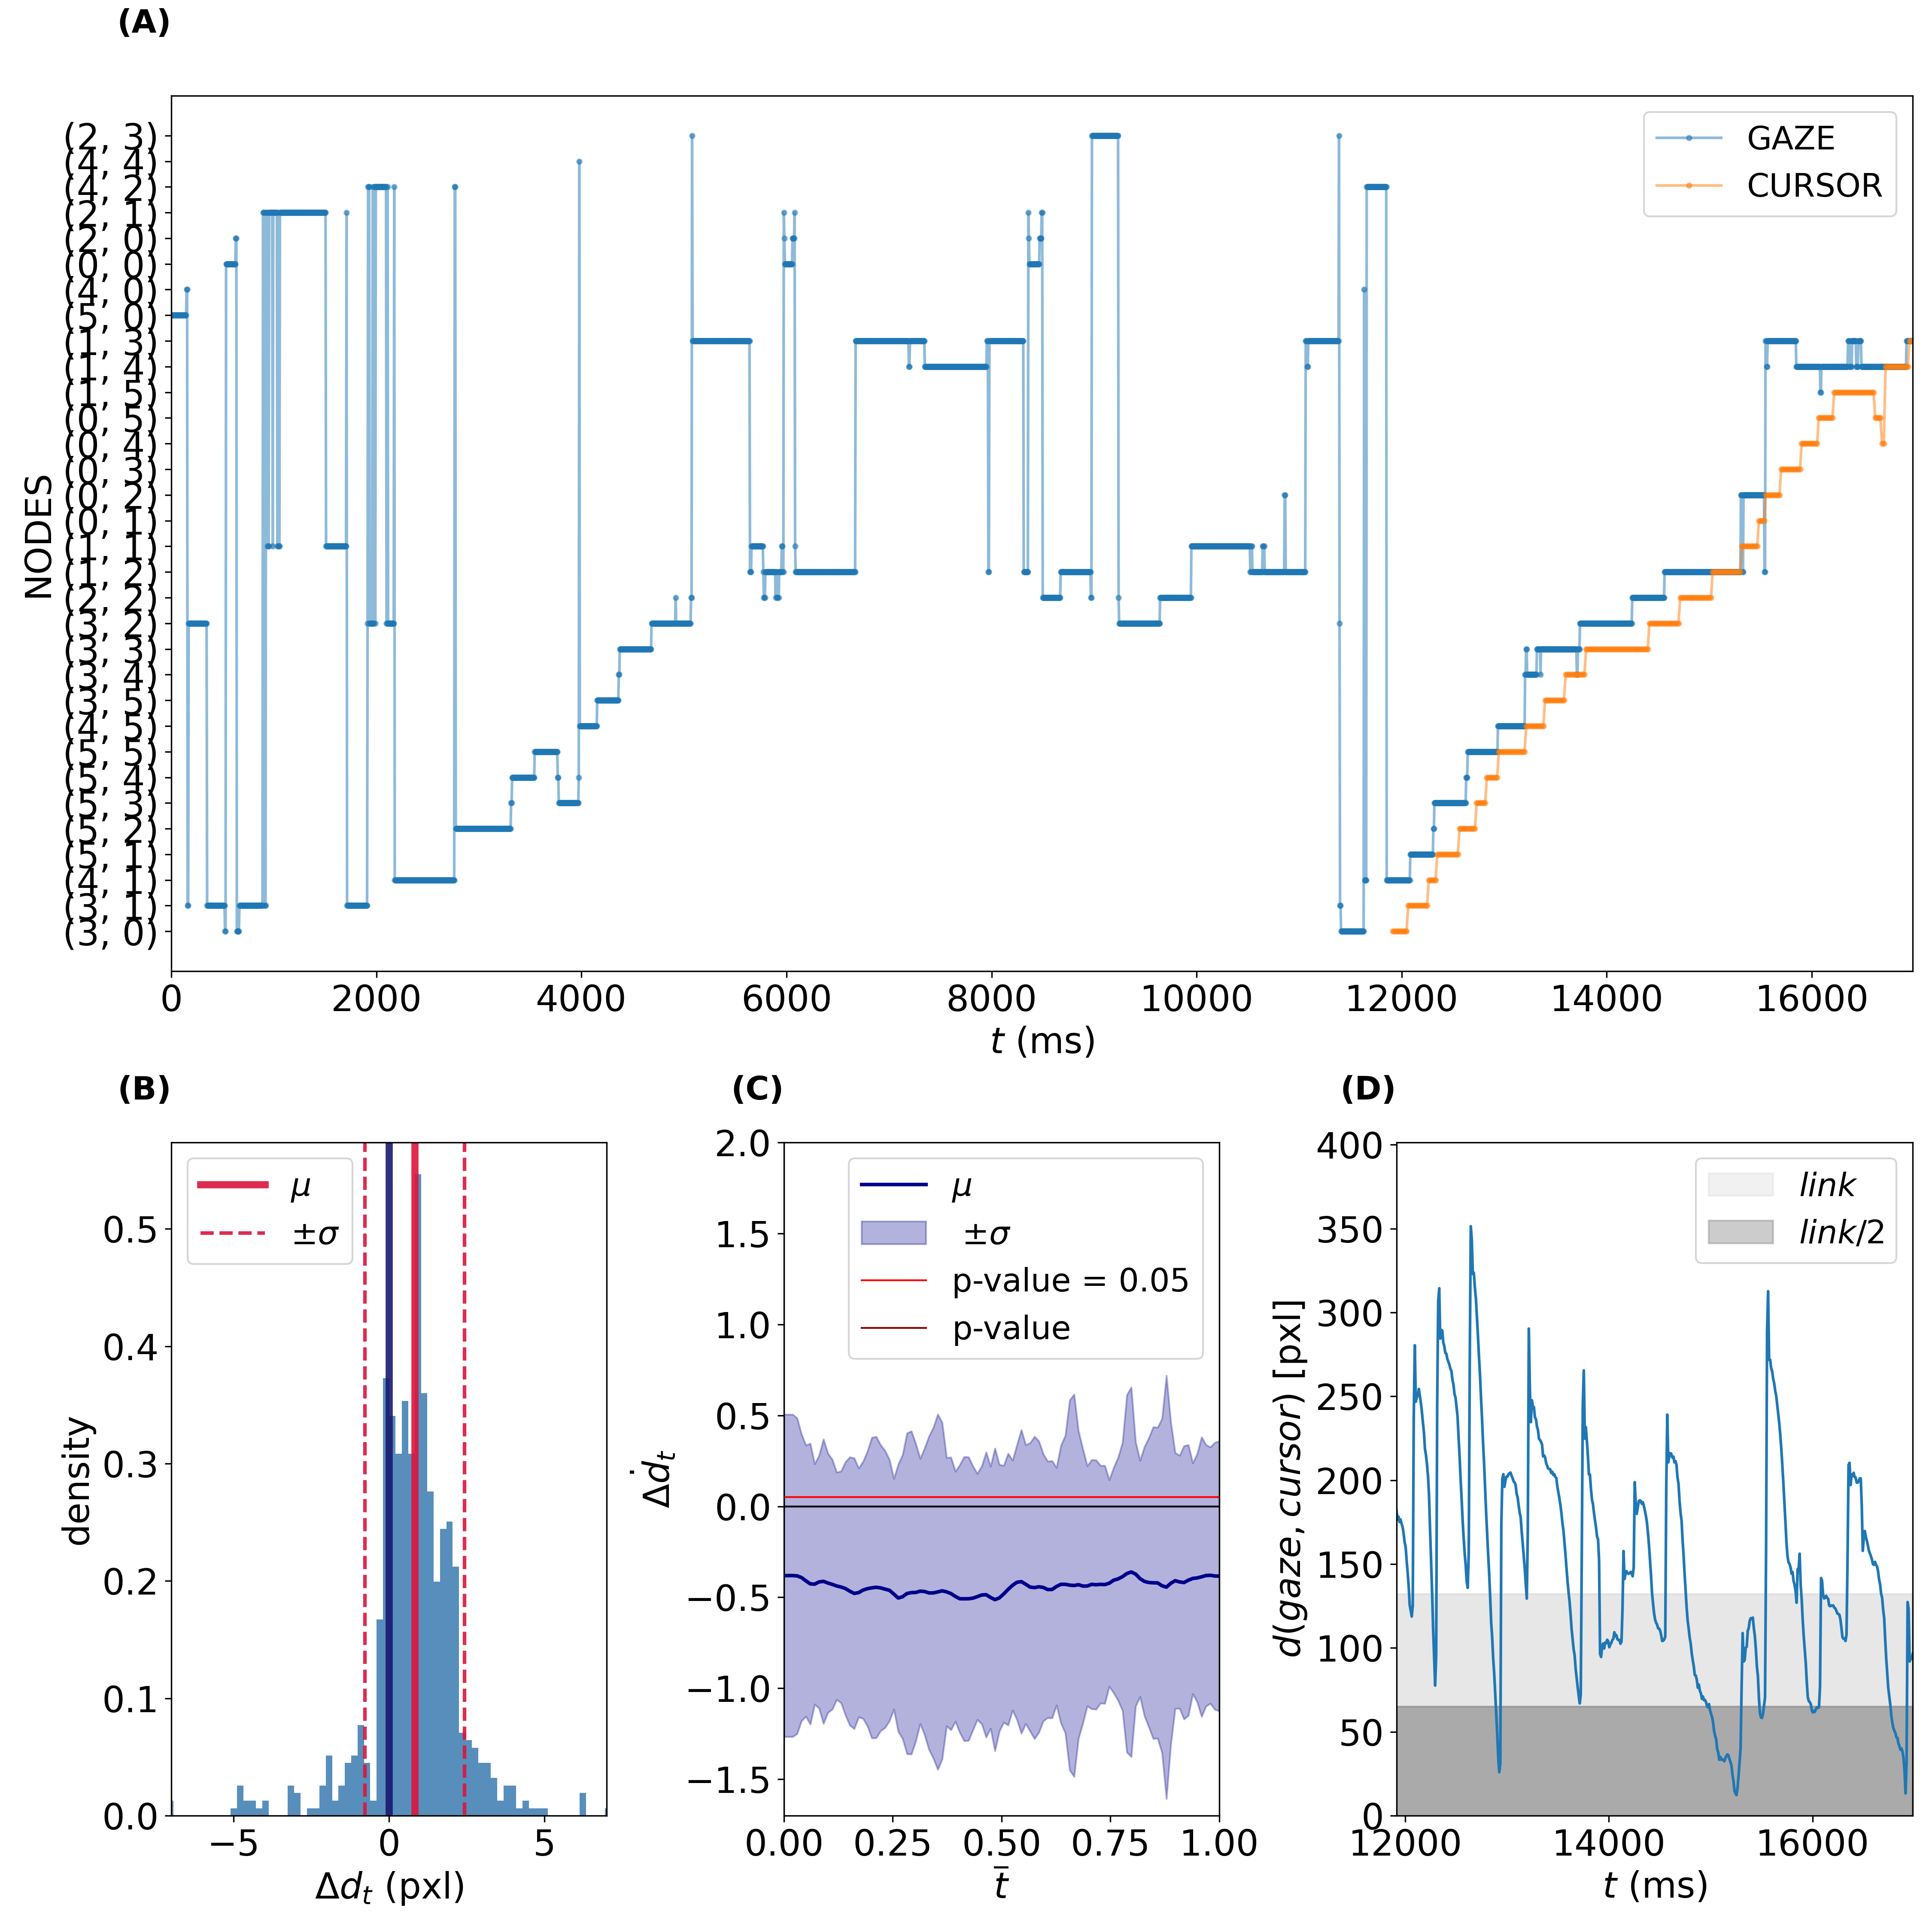 (A)
(2, 3)
(4, 4)
(4, 2)
(2, 1)
(2, 0)
(0, 0)
(4, 0)
(5, 0)
(1, 3)
(1, 4)
(1, 5)
(0, 5)
(0, 4)
(0, 3)
(0, 2)
(0, 1)
(1, 1)
(1, 2)
(2, 2)
(3, 2)
(3, 3)
(3, 4)
(3, 5)
(4, 5)
(5, 5)
(5, 4)
(5, 3)
(5, 2)
(5, 1)
(4, 1)
(3, 1)
(3, 0)
NODES
GAZE
CURSOR
0 2000 4000 6000 8000 10000 12000 14000 16000
t (ms)
(B)
μ
±σ
0.5
0.4
0.3
0.2
0.1
0.0
density
−5 0 5
Δd_t (pxl)
(C)
μ
±σ
p-value = 0.05
p-value
2.0
1.5
1.0
0.5
0.0
−0.5
−1.0
−1.5
Δ̇d_t
0.00 0.25 0.50 0.75 1.00
t̅
(D)
link
link/2
400
350
300
250
200
150
100
50
0
d(gaze, cursor) [pxl]
12000 14000 16000
t (ms)